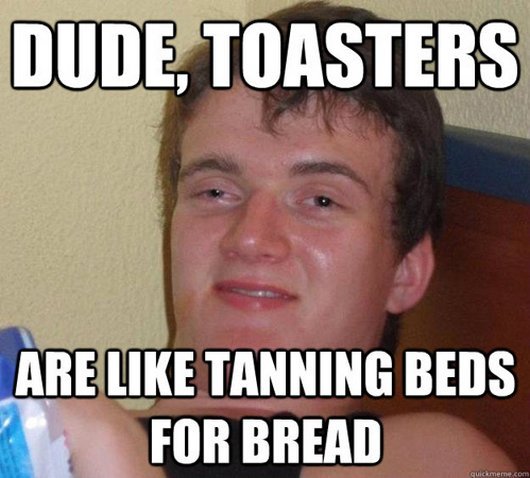 DUDE, TOASTERS
ARE LIKE TANNING BEDS
FOR BREAD
quickmeme.com